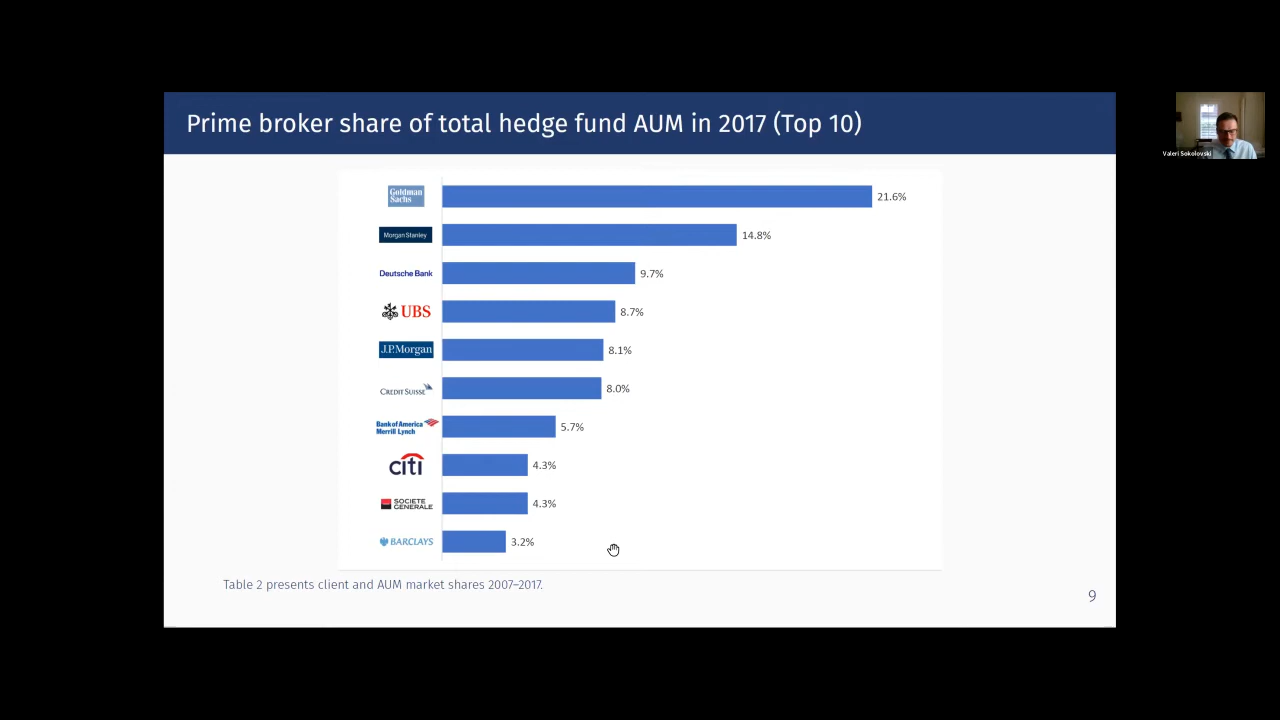 Prime broker share of total hedge fund AUM in 2017 (Top 10)
Valeri Sokolovski
Goldman
Sachs
21.6%
Morgan Stanley
14.8%
Deutsche Bank
9.7%
UBS
8.7%
J.P.Morgan
8.1%
CREDIT SUISSE
8.0%
Bank of America
Merrill Lynch
5.7%
citi
4.3%
SOCIETE
GENERALE
4.3%
BARCLAYS
3.2%
Table 2 presents client and AUM market shares 2007–2017.
9